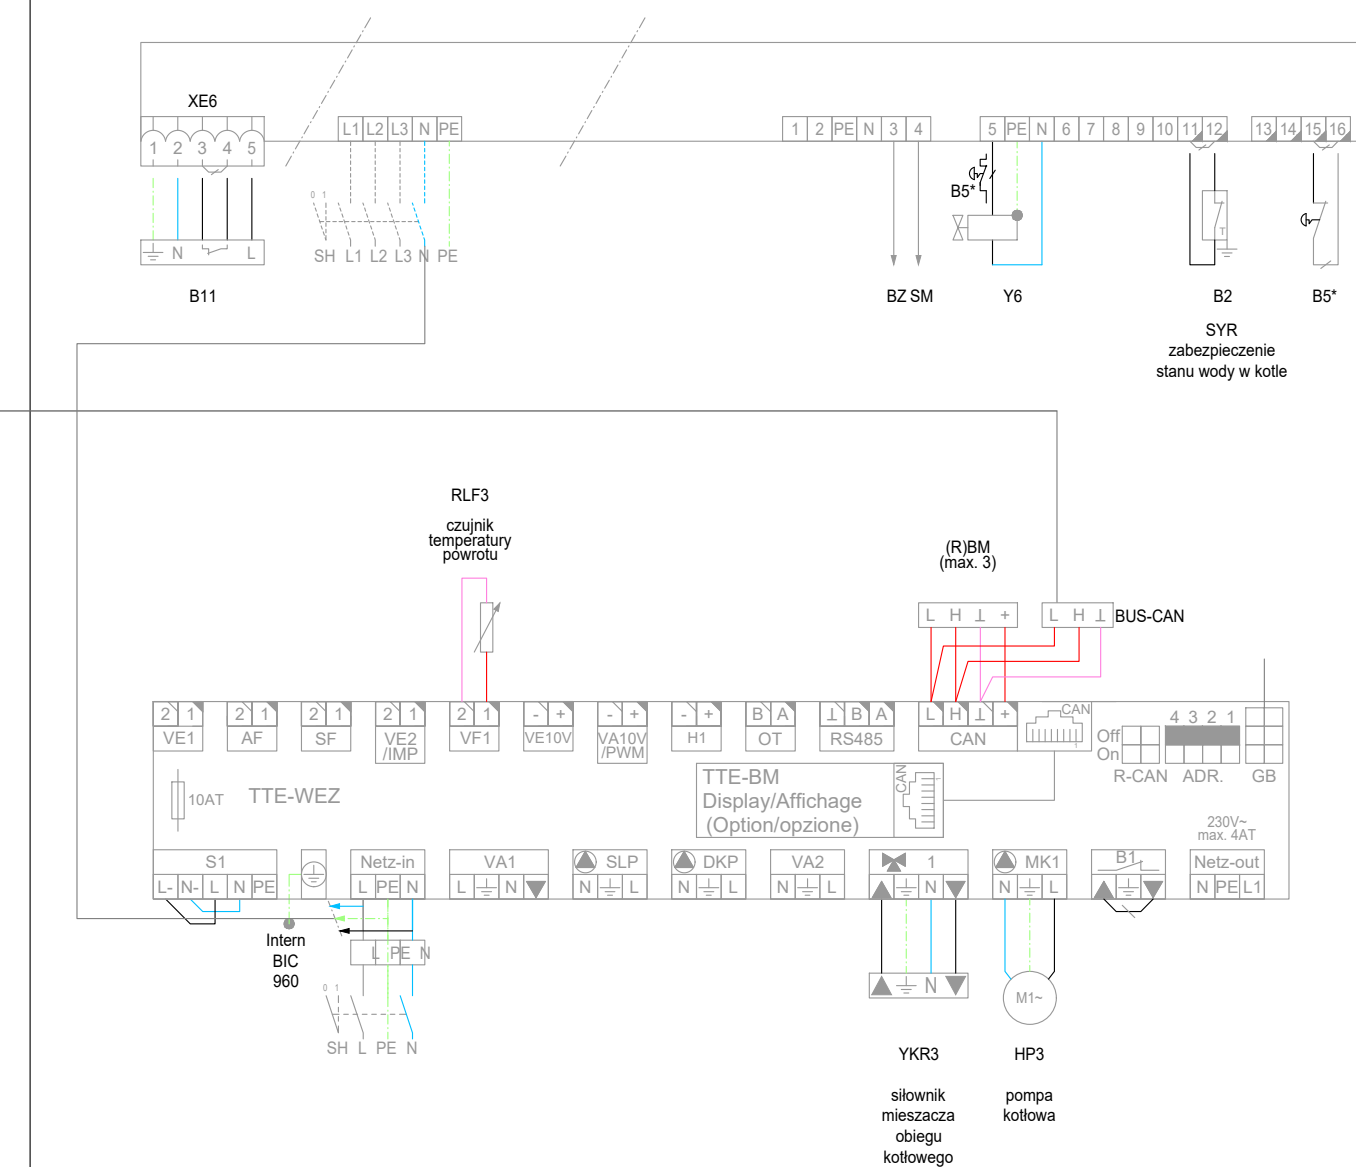 XE6
1 2 3 4 5
L1 L2 L3 N PE
1 2 PE N 3 4
5 PE N 6 7 8 9 10 11 12
13 14 15 16
B5*
0 1
N L
SH L1 L2 L3 N PE
B11
BZ SM
Y6
T
B2
B5*
SYR
zabezpieczenie
stanu wody w kotle
RLF3
czujnik
temperatury
powrotu
(R)BM
(max. 3)
L H ⊥ +
L H ⊥
BUS-CAN
2 1
VE1
2 1
AF
2 1
SF
2 1
VE2
/IMP
2 1
VF1
- +
VE10V
- +
VA10V
/PWM
- +
H1
B A
OT
⊥ B A
RS485
L H ⊥ +
CAN
CAN
Off
On
R-CAN
4 3 2 1
ADR.
GB
10AT
TTE-WEZ
TTE-BM
Display/Affichage
(Option/opzione)
CAN
230V~
max. 4AT
S1
L- N- L N PE
Netz-in
L PE N
VA1
L N
SLP
N L
DKP
N L
VA2
N L
1
N
MK1
N L
B1
Netz-out
N PE L1
Intern
BIC
960
L PE N
0 1
SH L PE N
N
M1~
YKR3
HP3
siłownik
mieszacza
obiegu
kotłowego
pompa
kotłowa